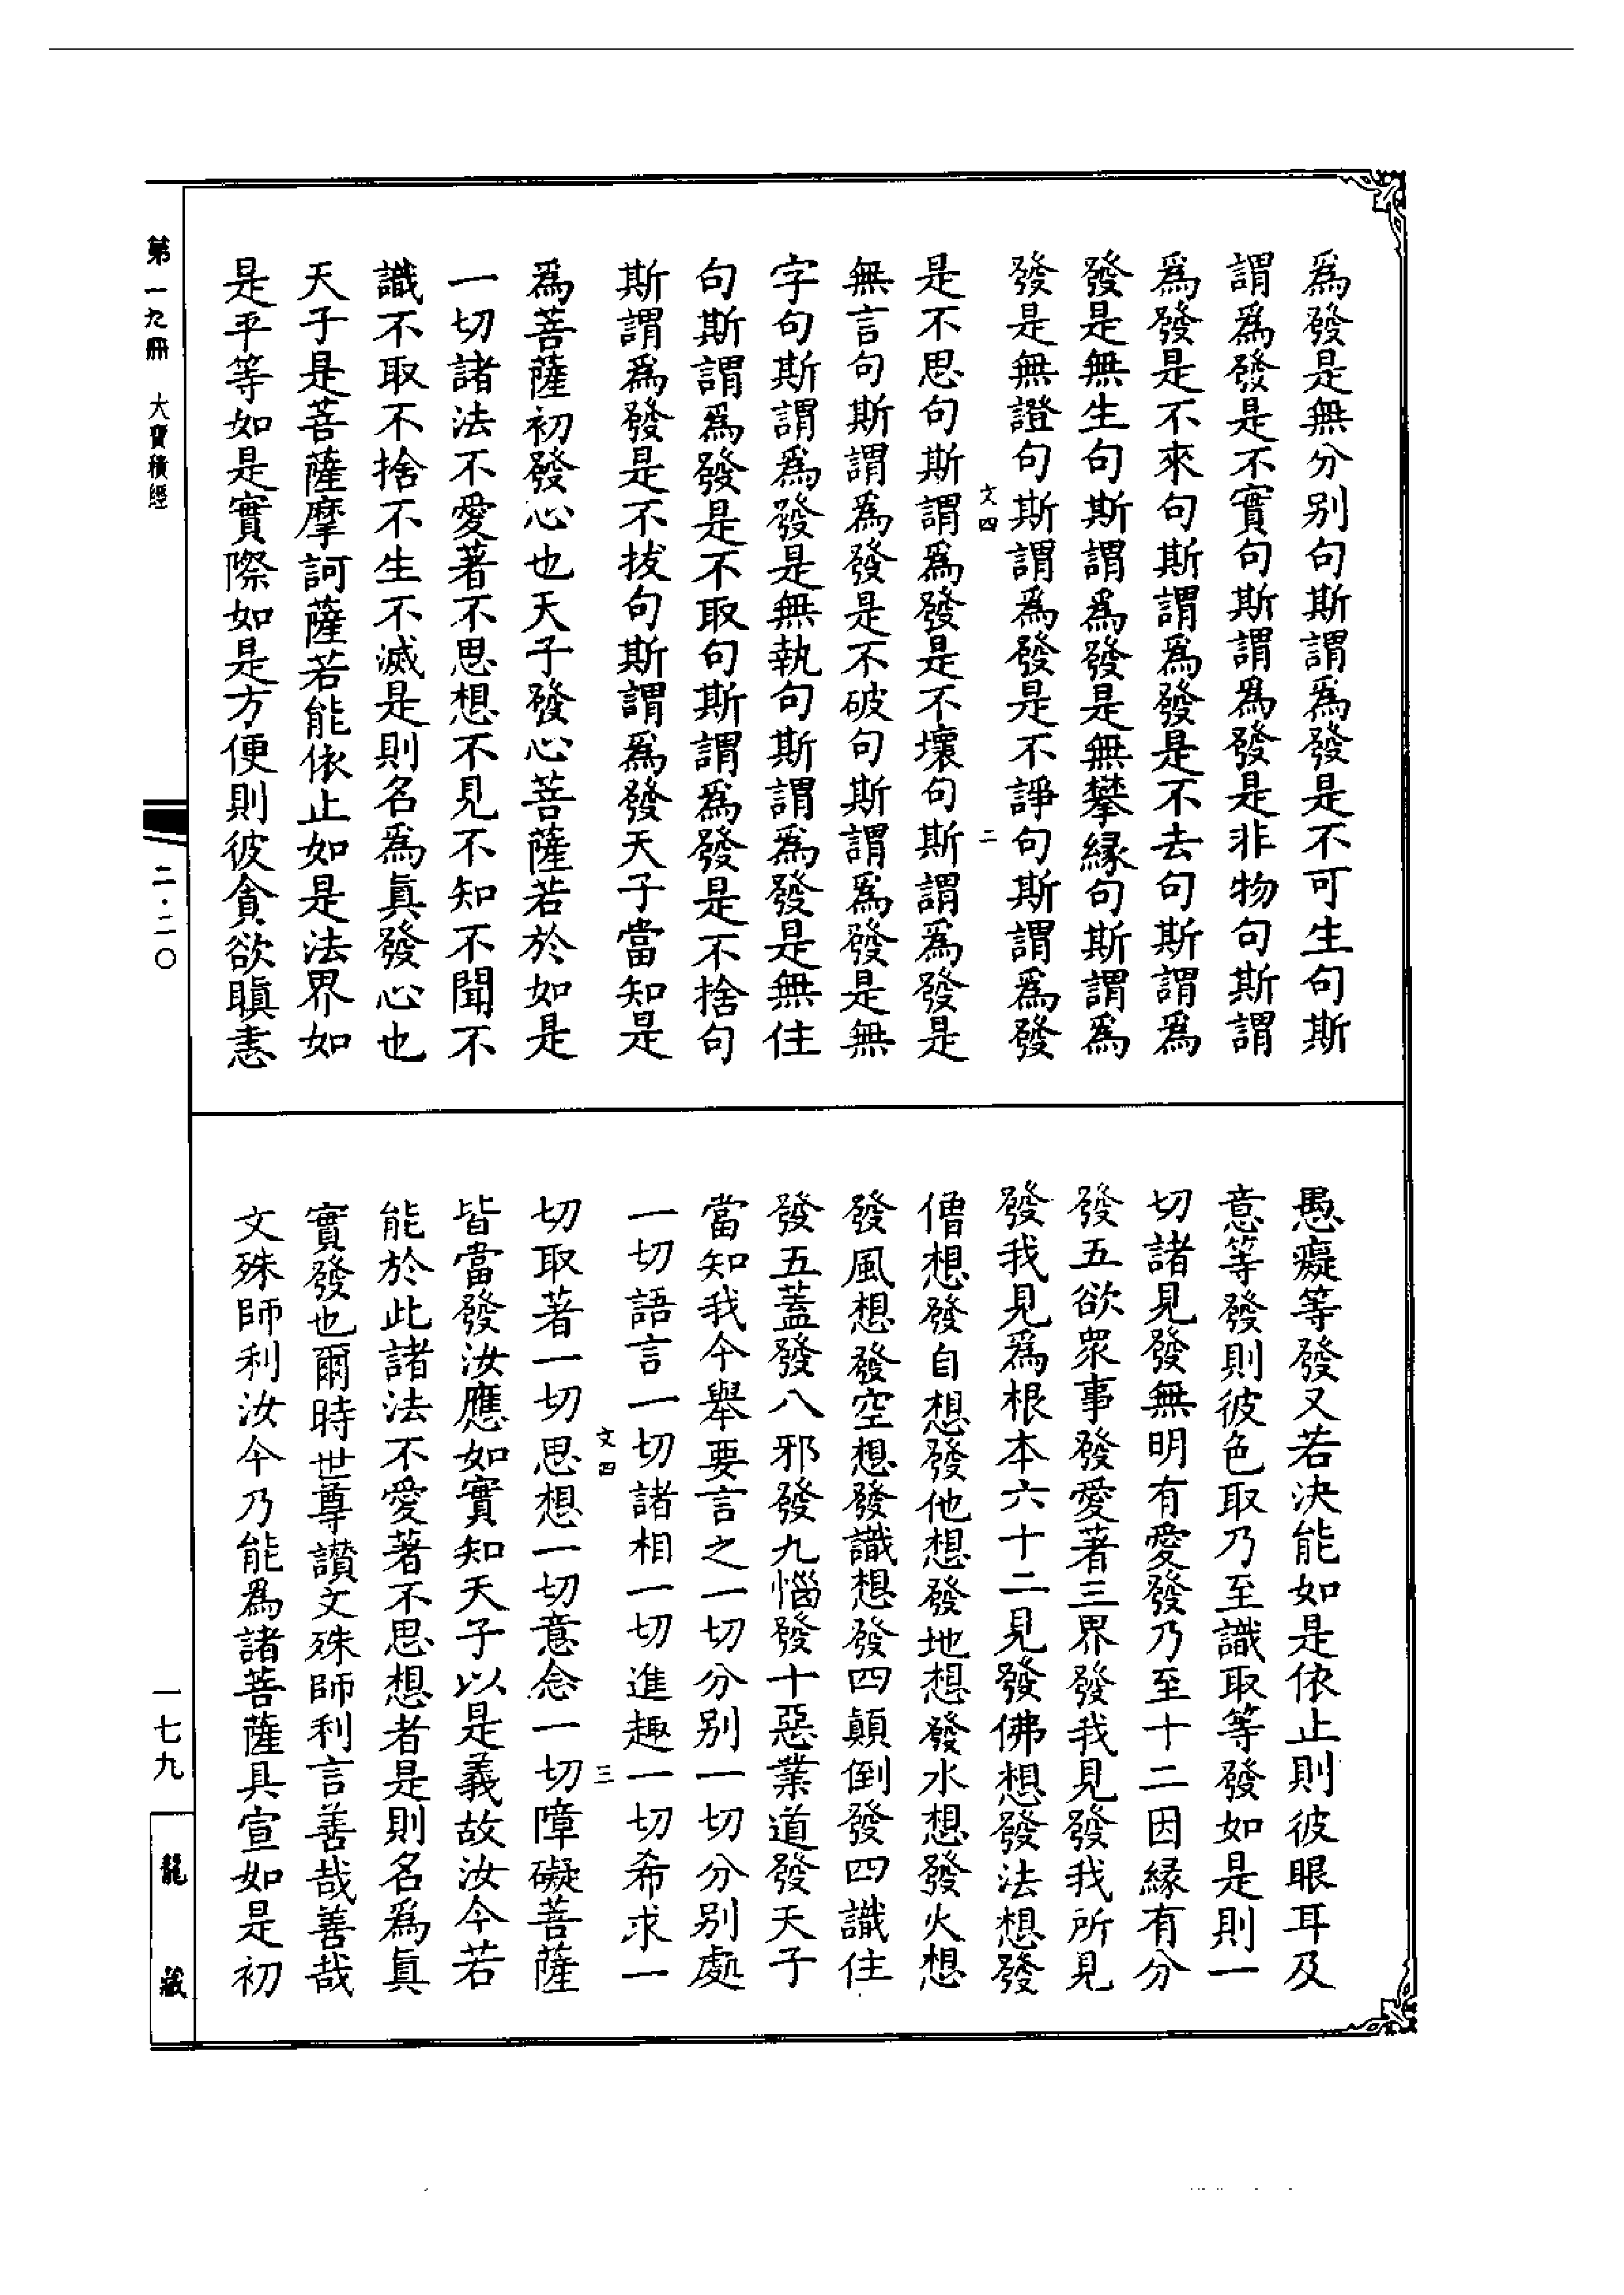 爲發是無分別句斯謂爲發是不可生句斯
謂爲發是不實句斯謂爲發是非物句斯謂
爲發是不來句斯謂爲發是不去句斯謂爲
發是無生句斯謂爲發是無攀緣句斯謂爲
發是無證句斯謂爲發是不諍句斯謂爲發
文四 二
是不思句斯謂爲發是不壞句斯謂爲發是
無言句斯謂爲發是不破句斯謂爲發是無
字句斯謂爲發是無執句斯謂爲發是無住
句斯謂爲發是不取句斯謂爲發是不捨句
斯謂爲發是不拔句斯謂爲發天子當知是
爲菩薩初發心也天子發心菩薩若於如是
一切諸法不愛著不思想不見不知不聞不
識不取不捨不生不滅是則名爲真發心也
天子是菩薩摩訶薩若能依止如是法界如
是平等如是實際如是方便則彼貪欲瞋恚
愚癡等發又若決能如是依止則彼眼耳及
意等發則彼色取乃至識取等發如是則一
切諸見發無明有愛發乃至十二因緣有分
發五欲衆事發愛著三界發我見發我所見
發我見爲根本六十二見發佛想發法想發
僧想發自想發他想發地想發水想發火想
發風想發空想發識想發四顛倒發四識住
發五蓋發八邪發九惱發十惡業道發天子
當知我今舉要言之一切分別一切分別處
一切語言一切諸相一切進趣一切希求一
文四 三
切取著一切思想一切意念一切障礙菩薩
皆當發汝應如實知天子以是義故汝今若
能於此諸法不愛著不思想者是則名爲真
實發也爾時世尊讚文殊師利言善哉善哉
文殊師利汝今乃能爲諸菩薩具宣如是初
第一九冊 大寶積經
二·二〇
一七九
龍藏